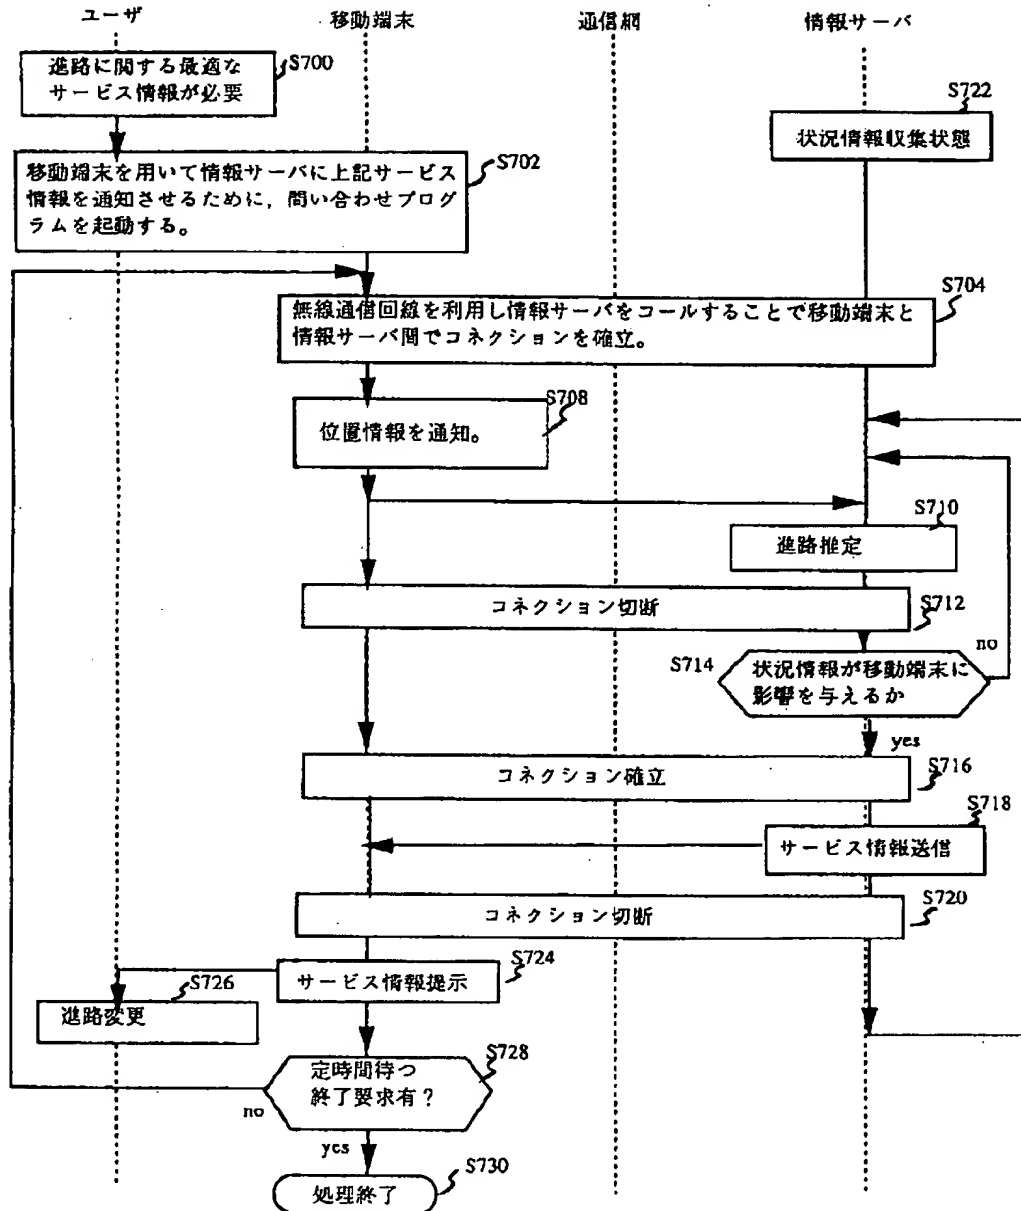 ユーザ
移動端末
通信網
情報サーバ
進路に関する最適な
サービス情報が必要
S700
S722
状況情報収集状態
移動端末を用いて情報サーバに上記サービス
情報を通知させるために，問い合わせプログ
ラムを起動する。
S702
無線通信回線を利用し情報サーバをコールすることで移動端末と
情報サーバ間でコネクションを確立。
S704
位置情報を通知。
S708
S710
進路推定
コネクション切断
S712
S714
状況情報が移動端末に
影響を与えるか
no
yes
コネクション確立
S716
S718
サービス情報送信
コネクション切断
S720
サービス情報提示
S724
S726
進路変更
定時間待つ
終了要求有？
S728
no
yes
処理終了
S730